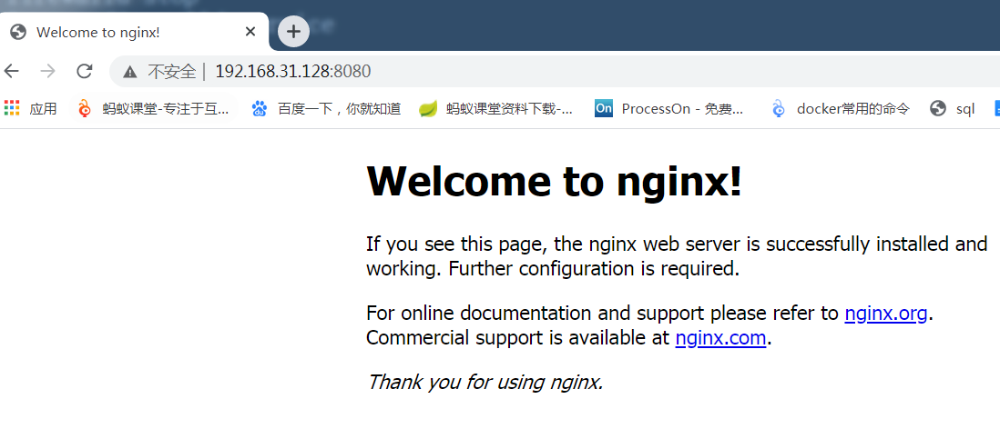 Welcome to nginx!
不安全 192.168.31.128:8080
应用 蚂蚁课堂-专注于互... 百度一下，你就知道 蚂蚁课堂资料下载-... On ProcessOn - 免费... docker常用的命令 sql
Welcome to nginx!
If you see this page, the nginx web server is successfully installed and
working. Further configuration is required.
For online documentation and support please refer to nginx.org.
Commercial support is available at nginx.com.
Thank you for using nginx.